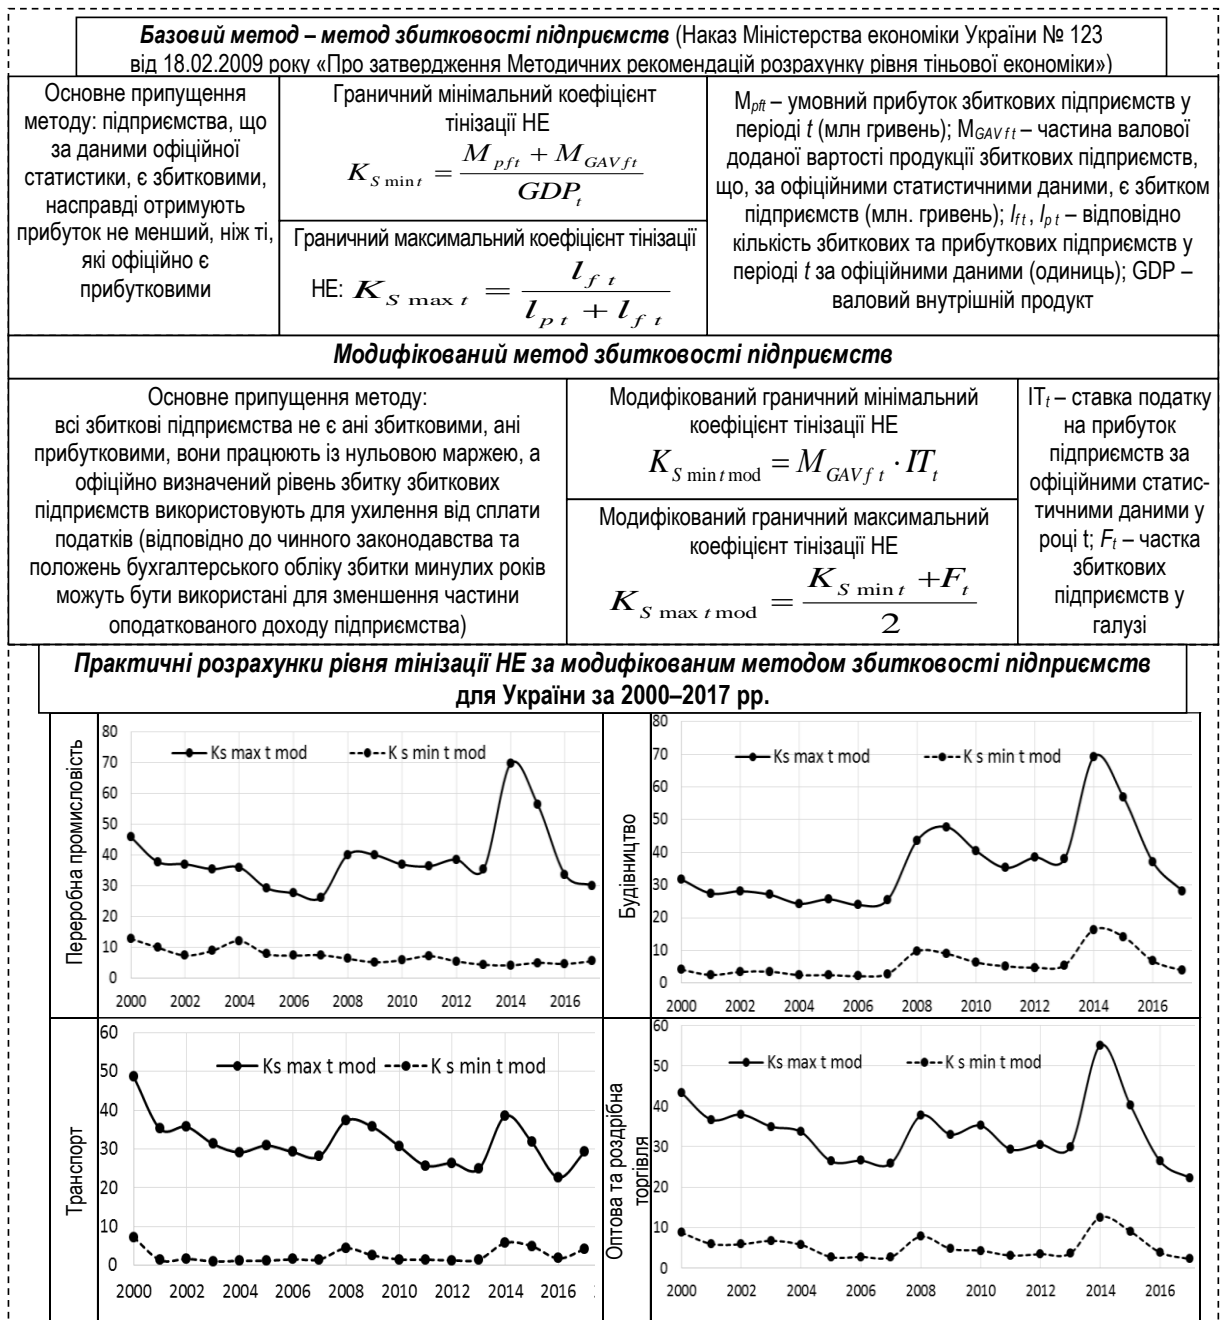 Базовий метод – метод збитковості підприємств (Наказ Міністерства економіки України № 123
від 18.02.2009 року «Про затвердження Методичних рекомендацій розрахунку рівня тіньової економіки»)
Основне припущення
методу: підприємства, що
за даними офіційної
статистики, є збитковими,
насправді отримують
прибуток не менший, ніж ті,
які офіційно є
прибутковими
Граничний мінімальний коефіцієнт
тінізації НЕ
K_{S min t} = \frac{M_{pft} + M_{GAV ft}}{GDP_t}
Граничний максимальний коефіцієнт тінізації
НЕ: K_{S max t} = \frac{l_{f t}}{l_{p t} + l_{f t}}
M_{pft} – умовний прибуток збиткових підприємств у
періоді t (млн гривень); M_{GAV f t} – частина валової
доданої вартості продукції збиткових підприємств,
що, за офіційними статистичними даними, є збитком
підприємств (млн. гривень); l_{f t}, l_{p t} – відповідно
кількість збиткових та прибуткових підприємств у
періоді t за офіційними даними (одиниць); GDP –
валовий внутрішній продукт
Модифікований метод збитковості підприємств
Основне припущення методу:
всі збиткові підприємства не є ані збитковими, ані
прибутковими, вони працюють із нульовою маржею, а
офіційно визначений рівень збитку збиткових
підприємств використовують для ухилення від сплати
податків (відповідно до чинного законодавства та
положень бухгалтерського обліку збитки минулих років
можуть бути використані для зменшення частини
оподаткованого доходу підприємства)
Модифікований граничний мінімальний
коефіцієнт тінізації НЕ
K_{S min t mod} = M_{GAV f t} · IT_t
Модифікований граничний максимальний
коефіцієнт тінізації НЕ
K_{S max t mod} = \frac{K_{S min t} + F_t}{2}
IT_t – ставка податку
на прибуток
підприємств за
офіційними статис-
тичними даними у
році t; F_t – частка
збиткових
підприємств у
галузі
Практичні розрахунки рівня тінізації НЕ за модифікованим методом збитковості підприємств
для України за 2000–2017 рр.
Переробна промисловість
80
70
60
50
40
30
20
10
0
Ks max t mod K s min t mod
2000 2002 2004 2006 2008 2010 2012 2014 2016
Будівництво
80
70
60
50
40
30
20
10
0
Ks max t mod K s min t mod
2000 2002 2004 2006 2008 2010 2012 2014 2016
Транспорт
60
50
40
30
20
10
0
Ks max t mod K s min t mod
2000 2002 2004 2006 2008 2010 2012 2014 2016
Оптова та роздрібна
торгівля
60
50
40
30
20
10
0
Ks max t mod K s min t mod
2000 2002 2004 2006 2008 2010 2012 2014 2016